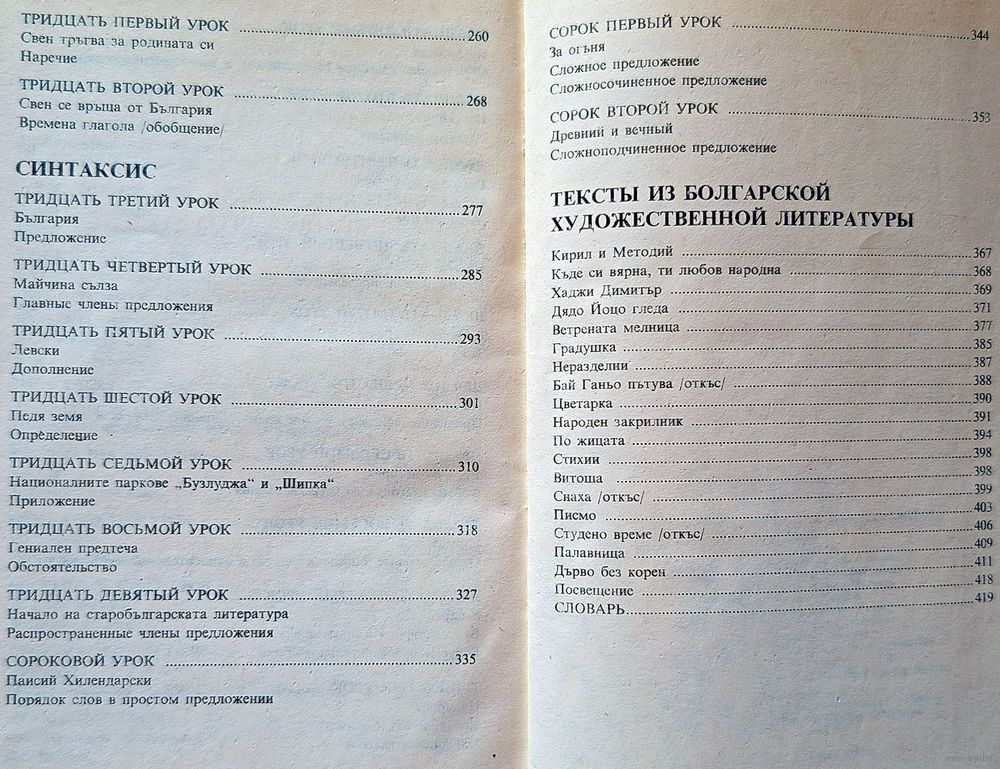 ТРИДЦАТЬ ПЕРВЫЙ УРОК ........ 260
Свен тръгва за родината си
Наречие
ТРИДЦАТЬ ВТОРОЙ УРОК ........ 268
Свен се връща от България
Времена глагола /обобщение/
СИНТАКСИС
ТРИДЦАТЬ ТРЕТИЙ УРОК ........ 277
България
Предложение
ТРИДЦАТЬ ЧЕТВЕРТЫЙ УРОК ........ 285
Майчина сълза
Главные члены предложения
ТРИДЦАТЬ ПЯТЫЙ УРОК ........ 293
Левски
Дополнение
ТРИДЦАТЬ ШЕСТОЙ УРОК ........ 301
Педя земя
Определение
ТРИДЦАТЬ СЕДЬМОЙ УРОК ........ 310
Националните паркове „Бузлуджа“ и „Шипка“
Приложение
ТРИДЦАТЬ ВОСЬМОЙ УРОК ........ 318
Гениален предтеча
Обстоятельство
ТРИДЦАТЬ ДЕВЯТЫЙ УРОК ........ 327
Начало на старобългарската литература
Распространенные члены предложения
СОРОКОВОЙ УРОК ........ 335
Паисий Хилендарски
Порядок слов в простом предложении
СОРОК ПЕРВЫЙ УРОК ........ 344
За огъня
Сложное предложение
Сложносочиненное предложение
СОРОК ВТОРОЙ УРОК ........ 353
Древний и вечный
Сложноподчиненное предложение
ТЕКСТЫ ИЗ БОЛГАРСКОЙ
ХУДОЖЕСТВЕННОЙ ЛИТЕРАТУРЫ
Кирил и Методий ........ 367
Къде си вярна, ти любов народна ........ 368
Хаджи Димитър ........ 369
Дядо Йоцо гледа ........ 371
Ветрената мелница ........ 377
Градушка ........ 385
Неразделни ........ 387
Бай Ганьо пътува /откъс/ ........ 388
Цветарка ........ 390
Народен закрилник ........ 391
По жицата ........ 394
Стихии ........ 398
Витоша ........ 398
Снаха /откъс/ ........ 399
Писмо ........ 403
Студено време /откъс/ ........ 406
Палавница ........ 409
Дърво без корен ........ 411
Посвещение ........ 418
СЛОВАРЬ ........ 419